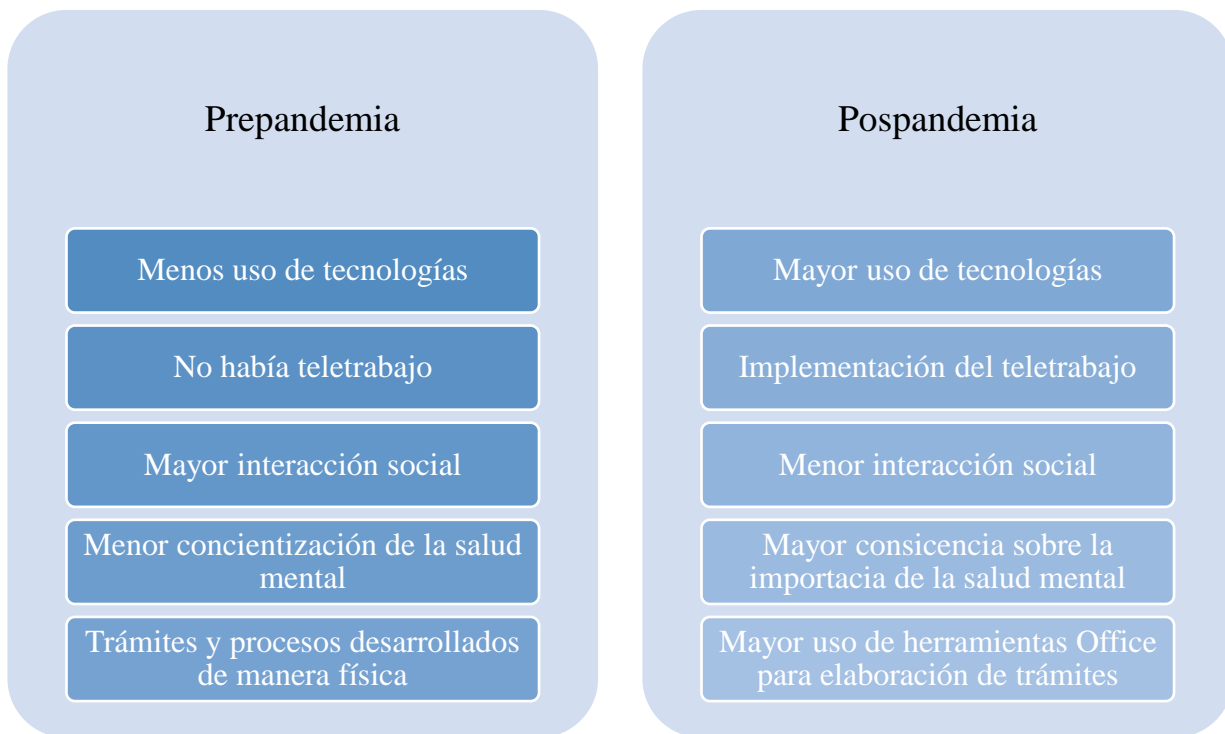 Prepandemia
Menos uso de tecnologías
No había teletrabajo
Mayor interacción social
Menor concientización de la salud
mental
Trámites y procesos desarrollados
de manera física
Pospandemia
Mayor uso de tecnologías
Implementación del teletrabajo
Menor interacción social
Mayor consicencia sobre la
importacia de la salud mental
Mayor uso de herramientas Office
para elaboración de trámites